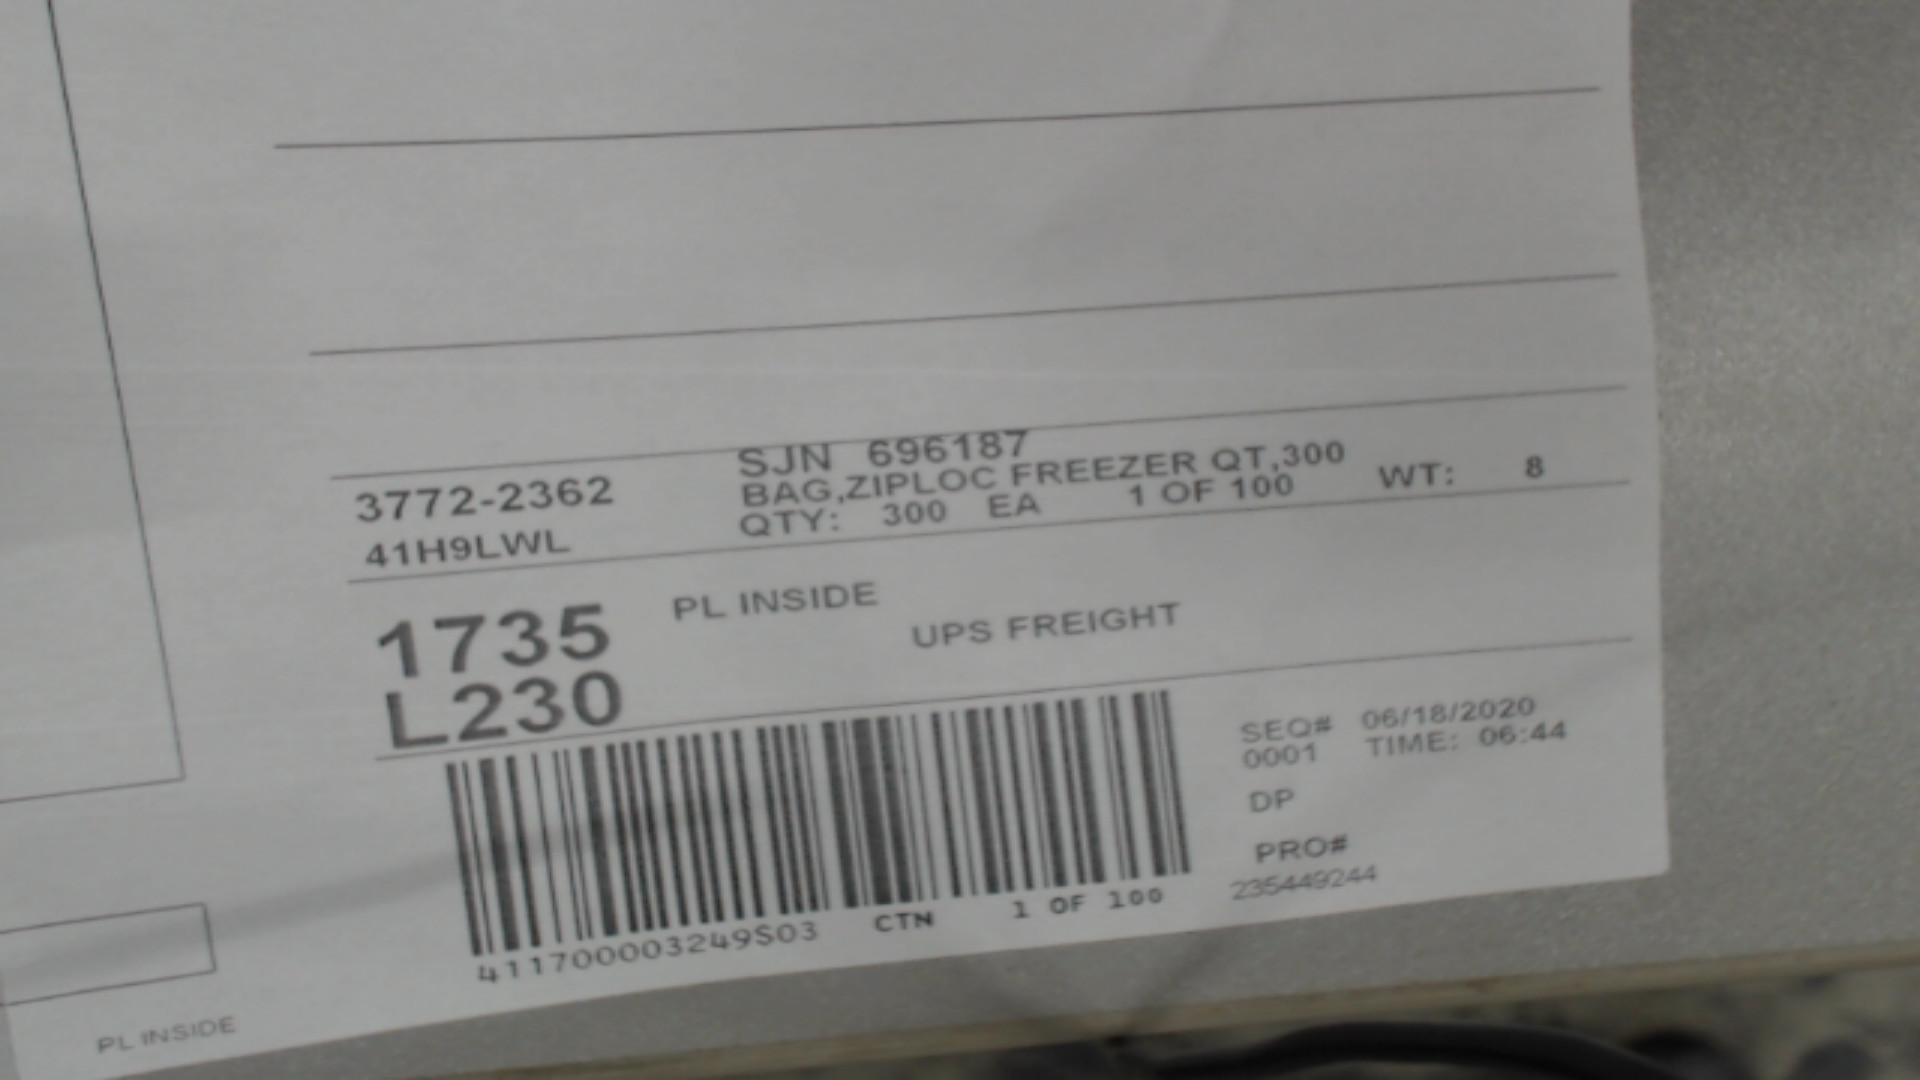 SJN 696187
3772-2362 BAG,ZIPLOC FREEZER QT,300 WT: 8
41H9LWL QTY: 300 EA 1 OF 100
1735 PL INSIDE
UPS FREIGHT
L230
SEQ# 06/18/2020
0001 TIME: 06:44
DP
PRO#
235449244
411700003249S03 CTN 1 OF 100
PL INSIDE